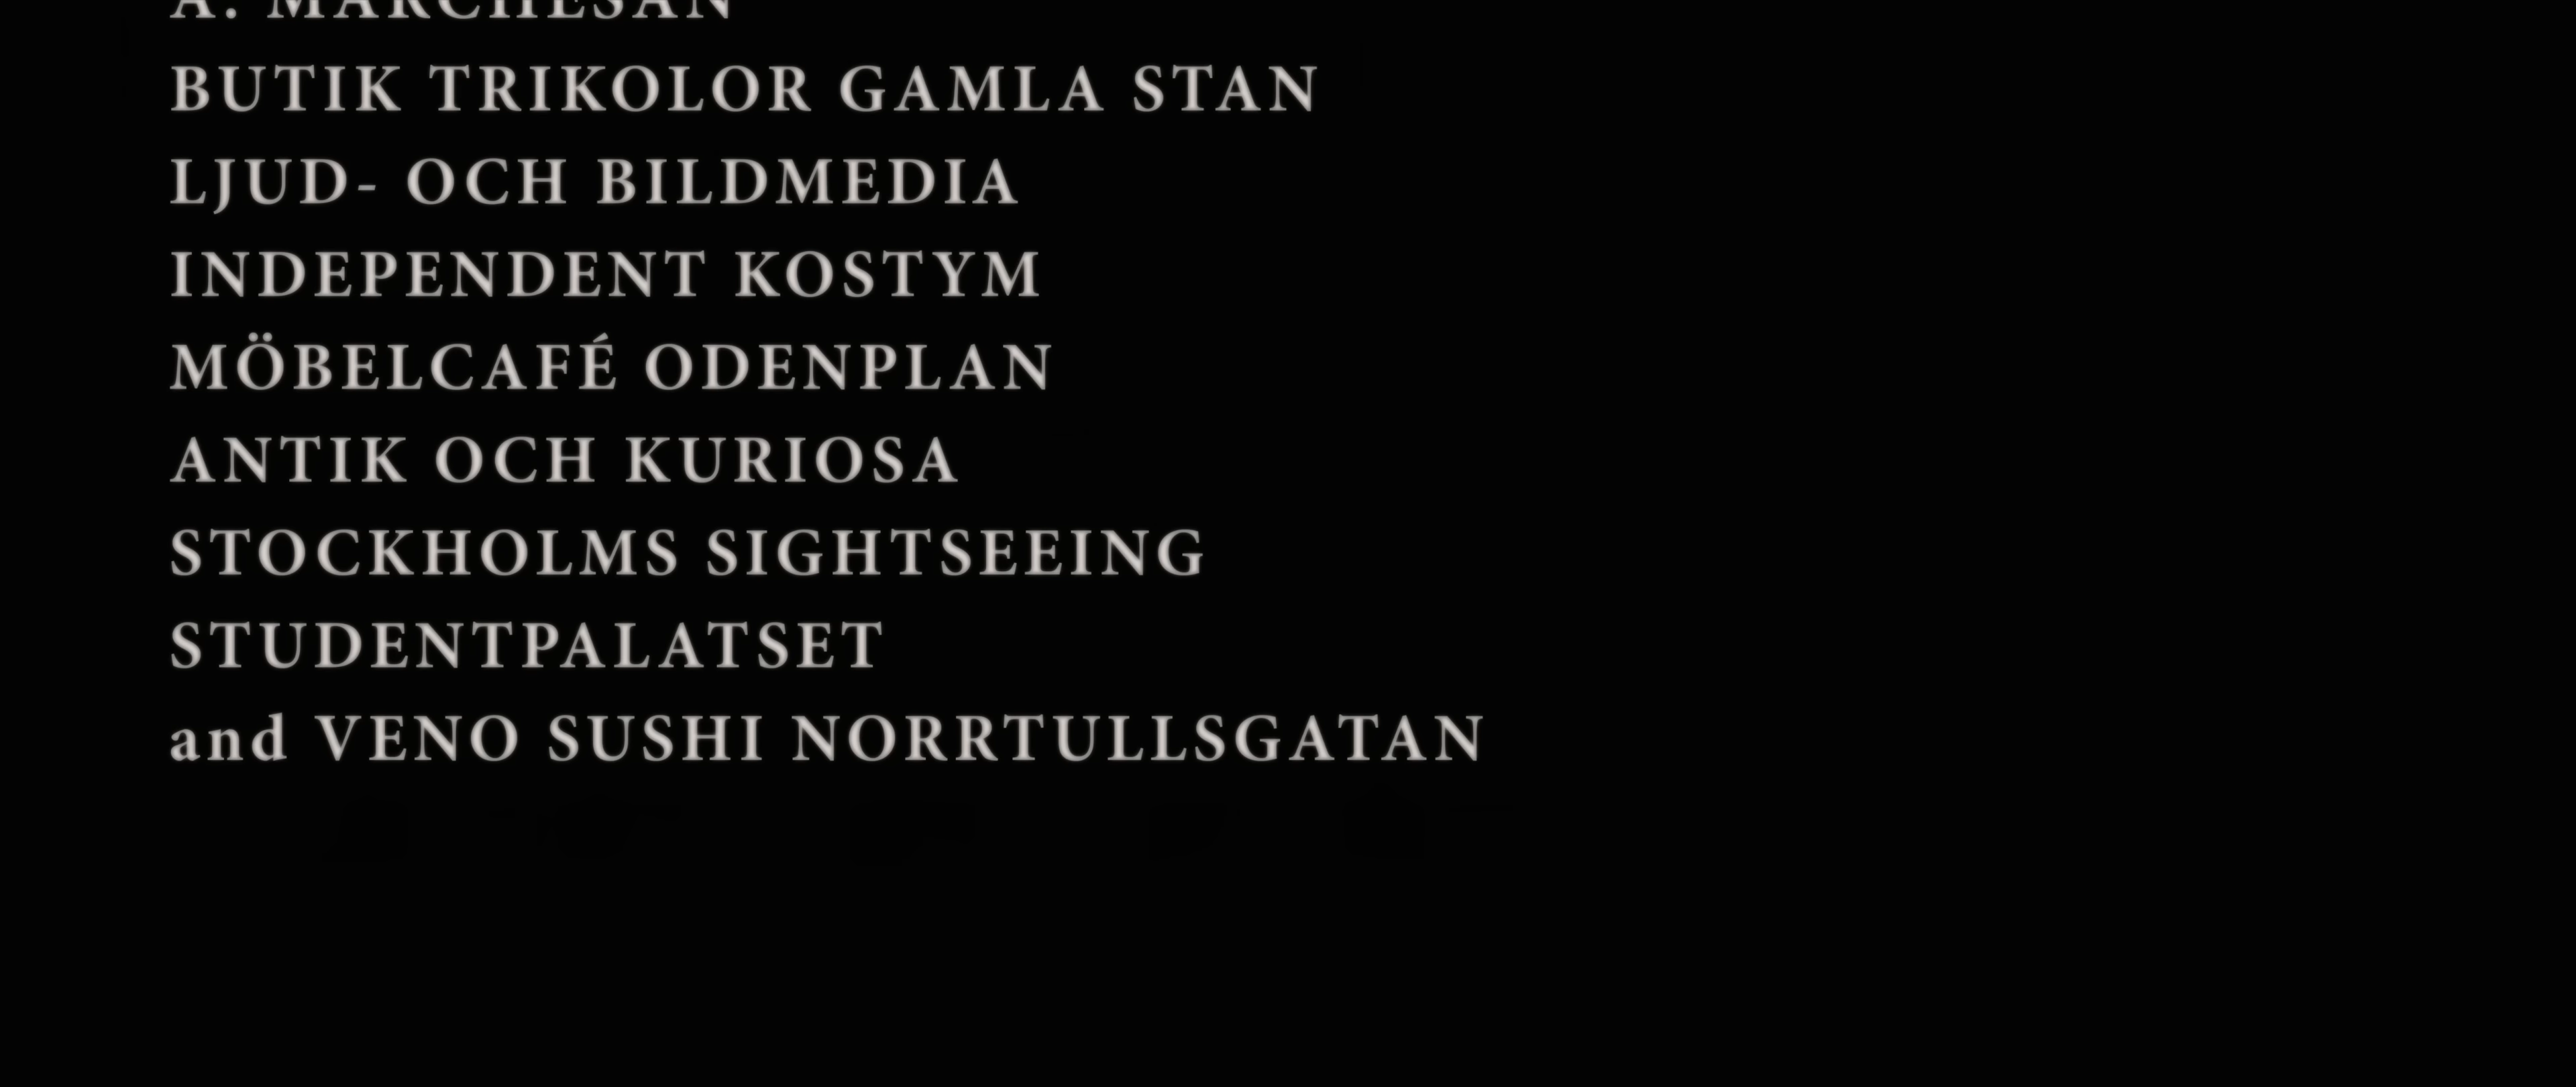 A. MARCHESAN
BUTIK TRIKOLOR GAMLA STAN
LJUD- OCH BILDMEDIA
INDEPENDENT KOSTYM
MÖBELCAFÉ ODENPLAN
ANTIK OCH KURIOSA
STOCKHOLMS SIGHTSEEING
STUDENTPALATSET
and VENO SUSHI NORRTULLSGATAN